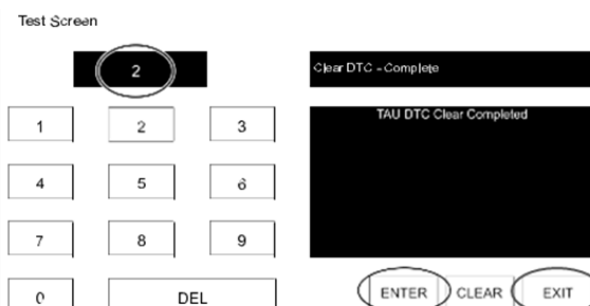 Test Screen
2
Clear DTC - Complete
TAU DTC Clear Completed
1 2 3
4 5 6
7 8 9
0 DEL
ENTER CLEAR EXIT